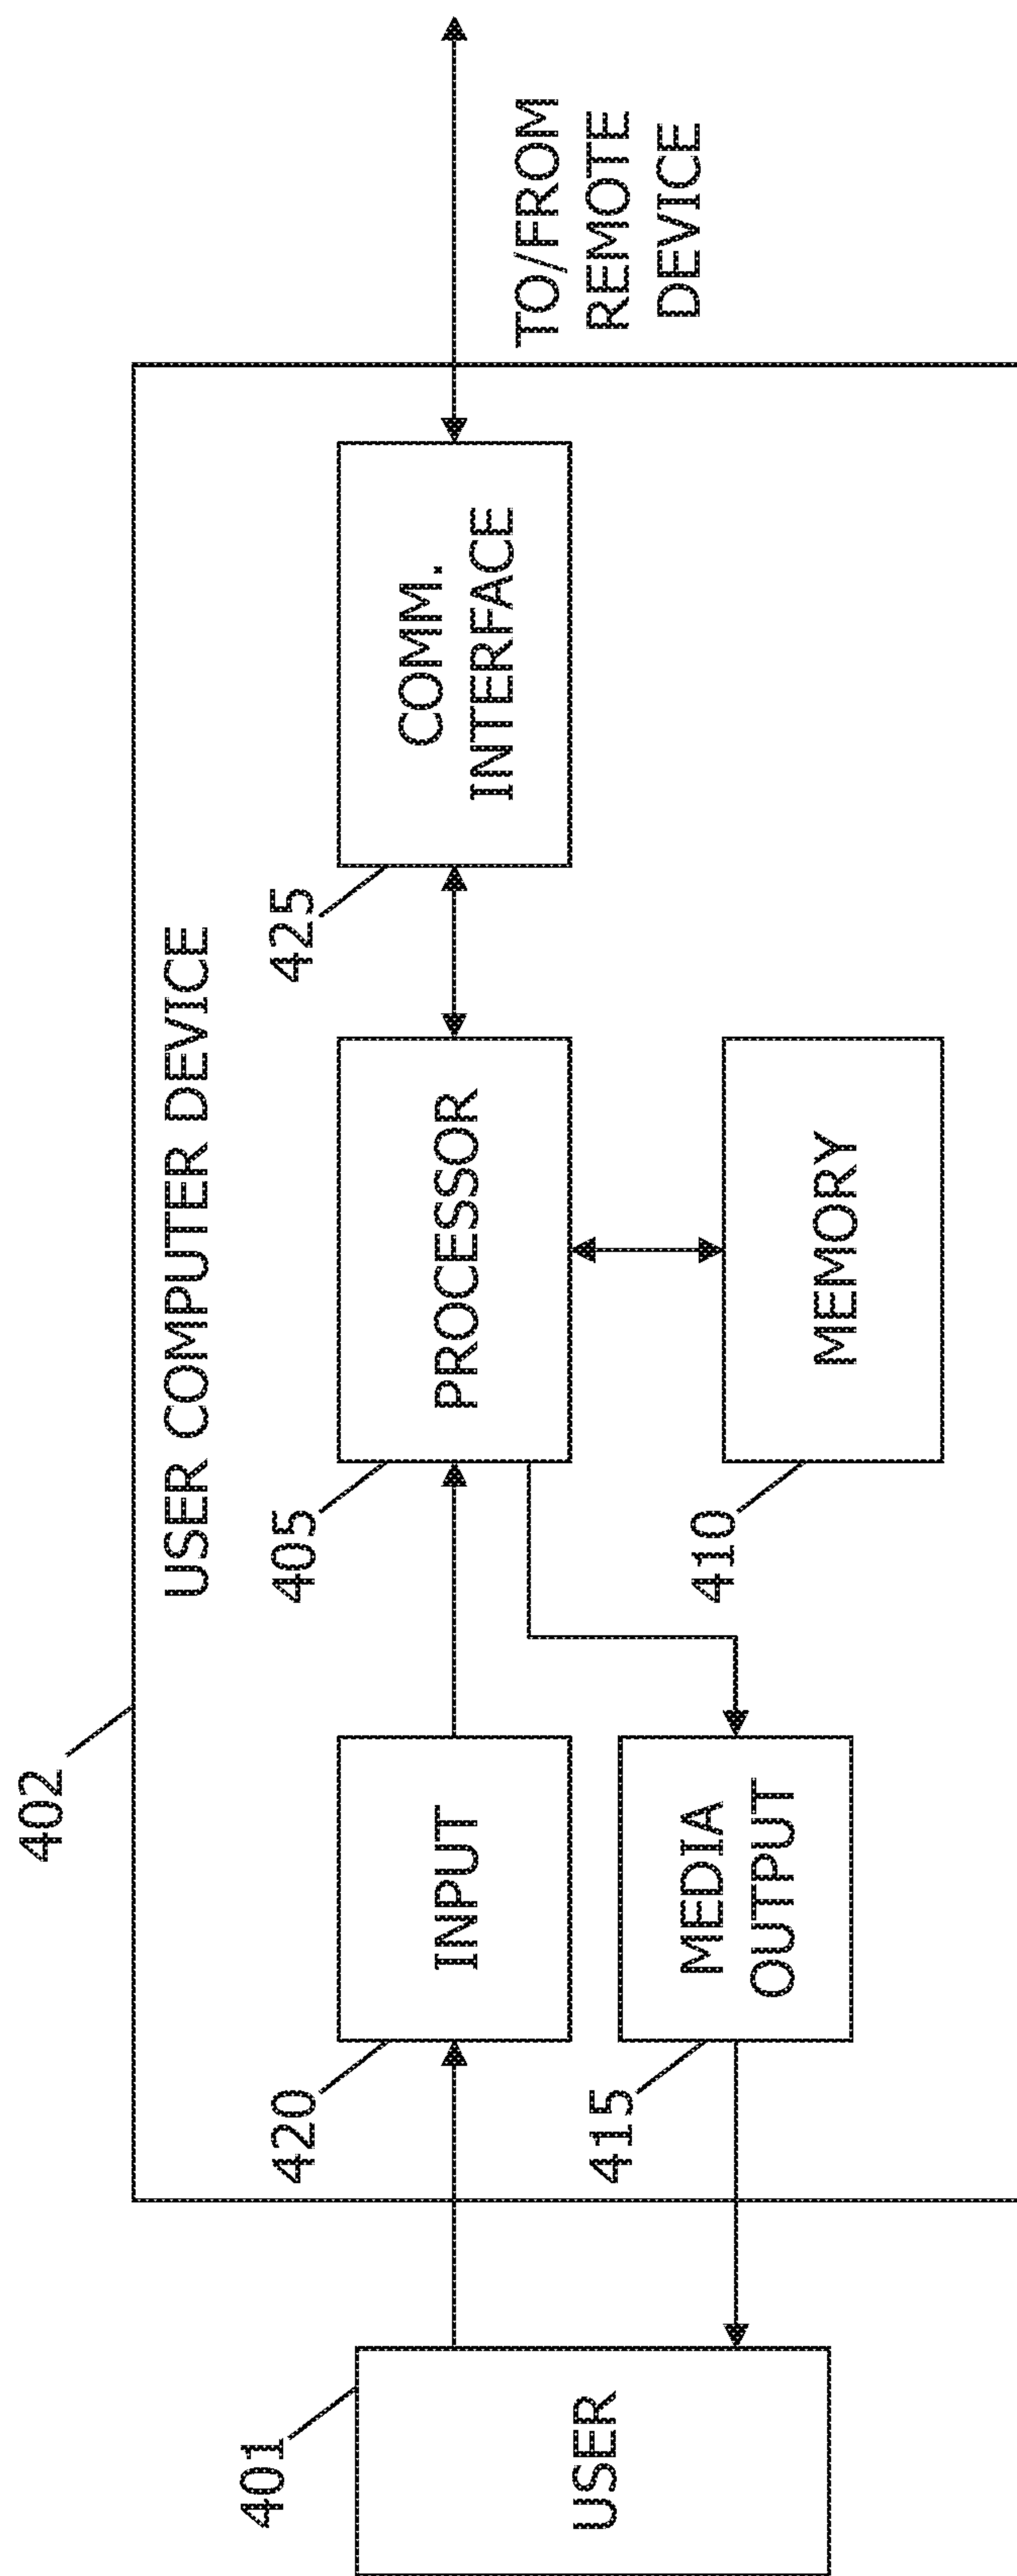 402
USER COMPUTER DEVICE
401
USER
420
INPUT
415
MEDIA
OUTPUT
405
PROCESSOR
410
MEMORY
425
COMM.
INTERFACE
TO/FROM
REMOTE
DEVICE